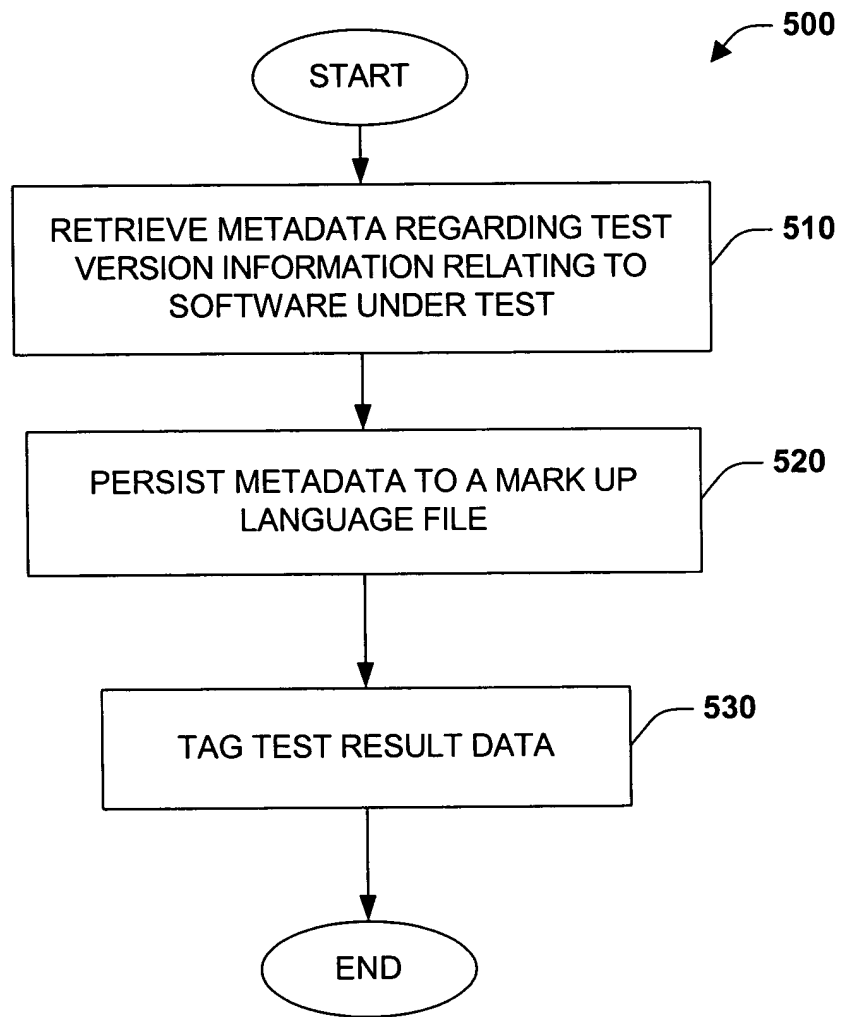 500
START
RETRIEVE METADATA REGARDING TEST
VERSION INFORMATION RELATING TO
SOFTWARE UNDER TEST
510
PERSIST METADATA TO A MARK UP
LANGUAGE FILE
520
TAG TEST RESULT DATA
530
END